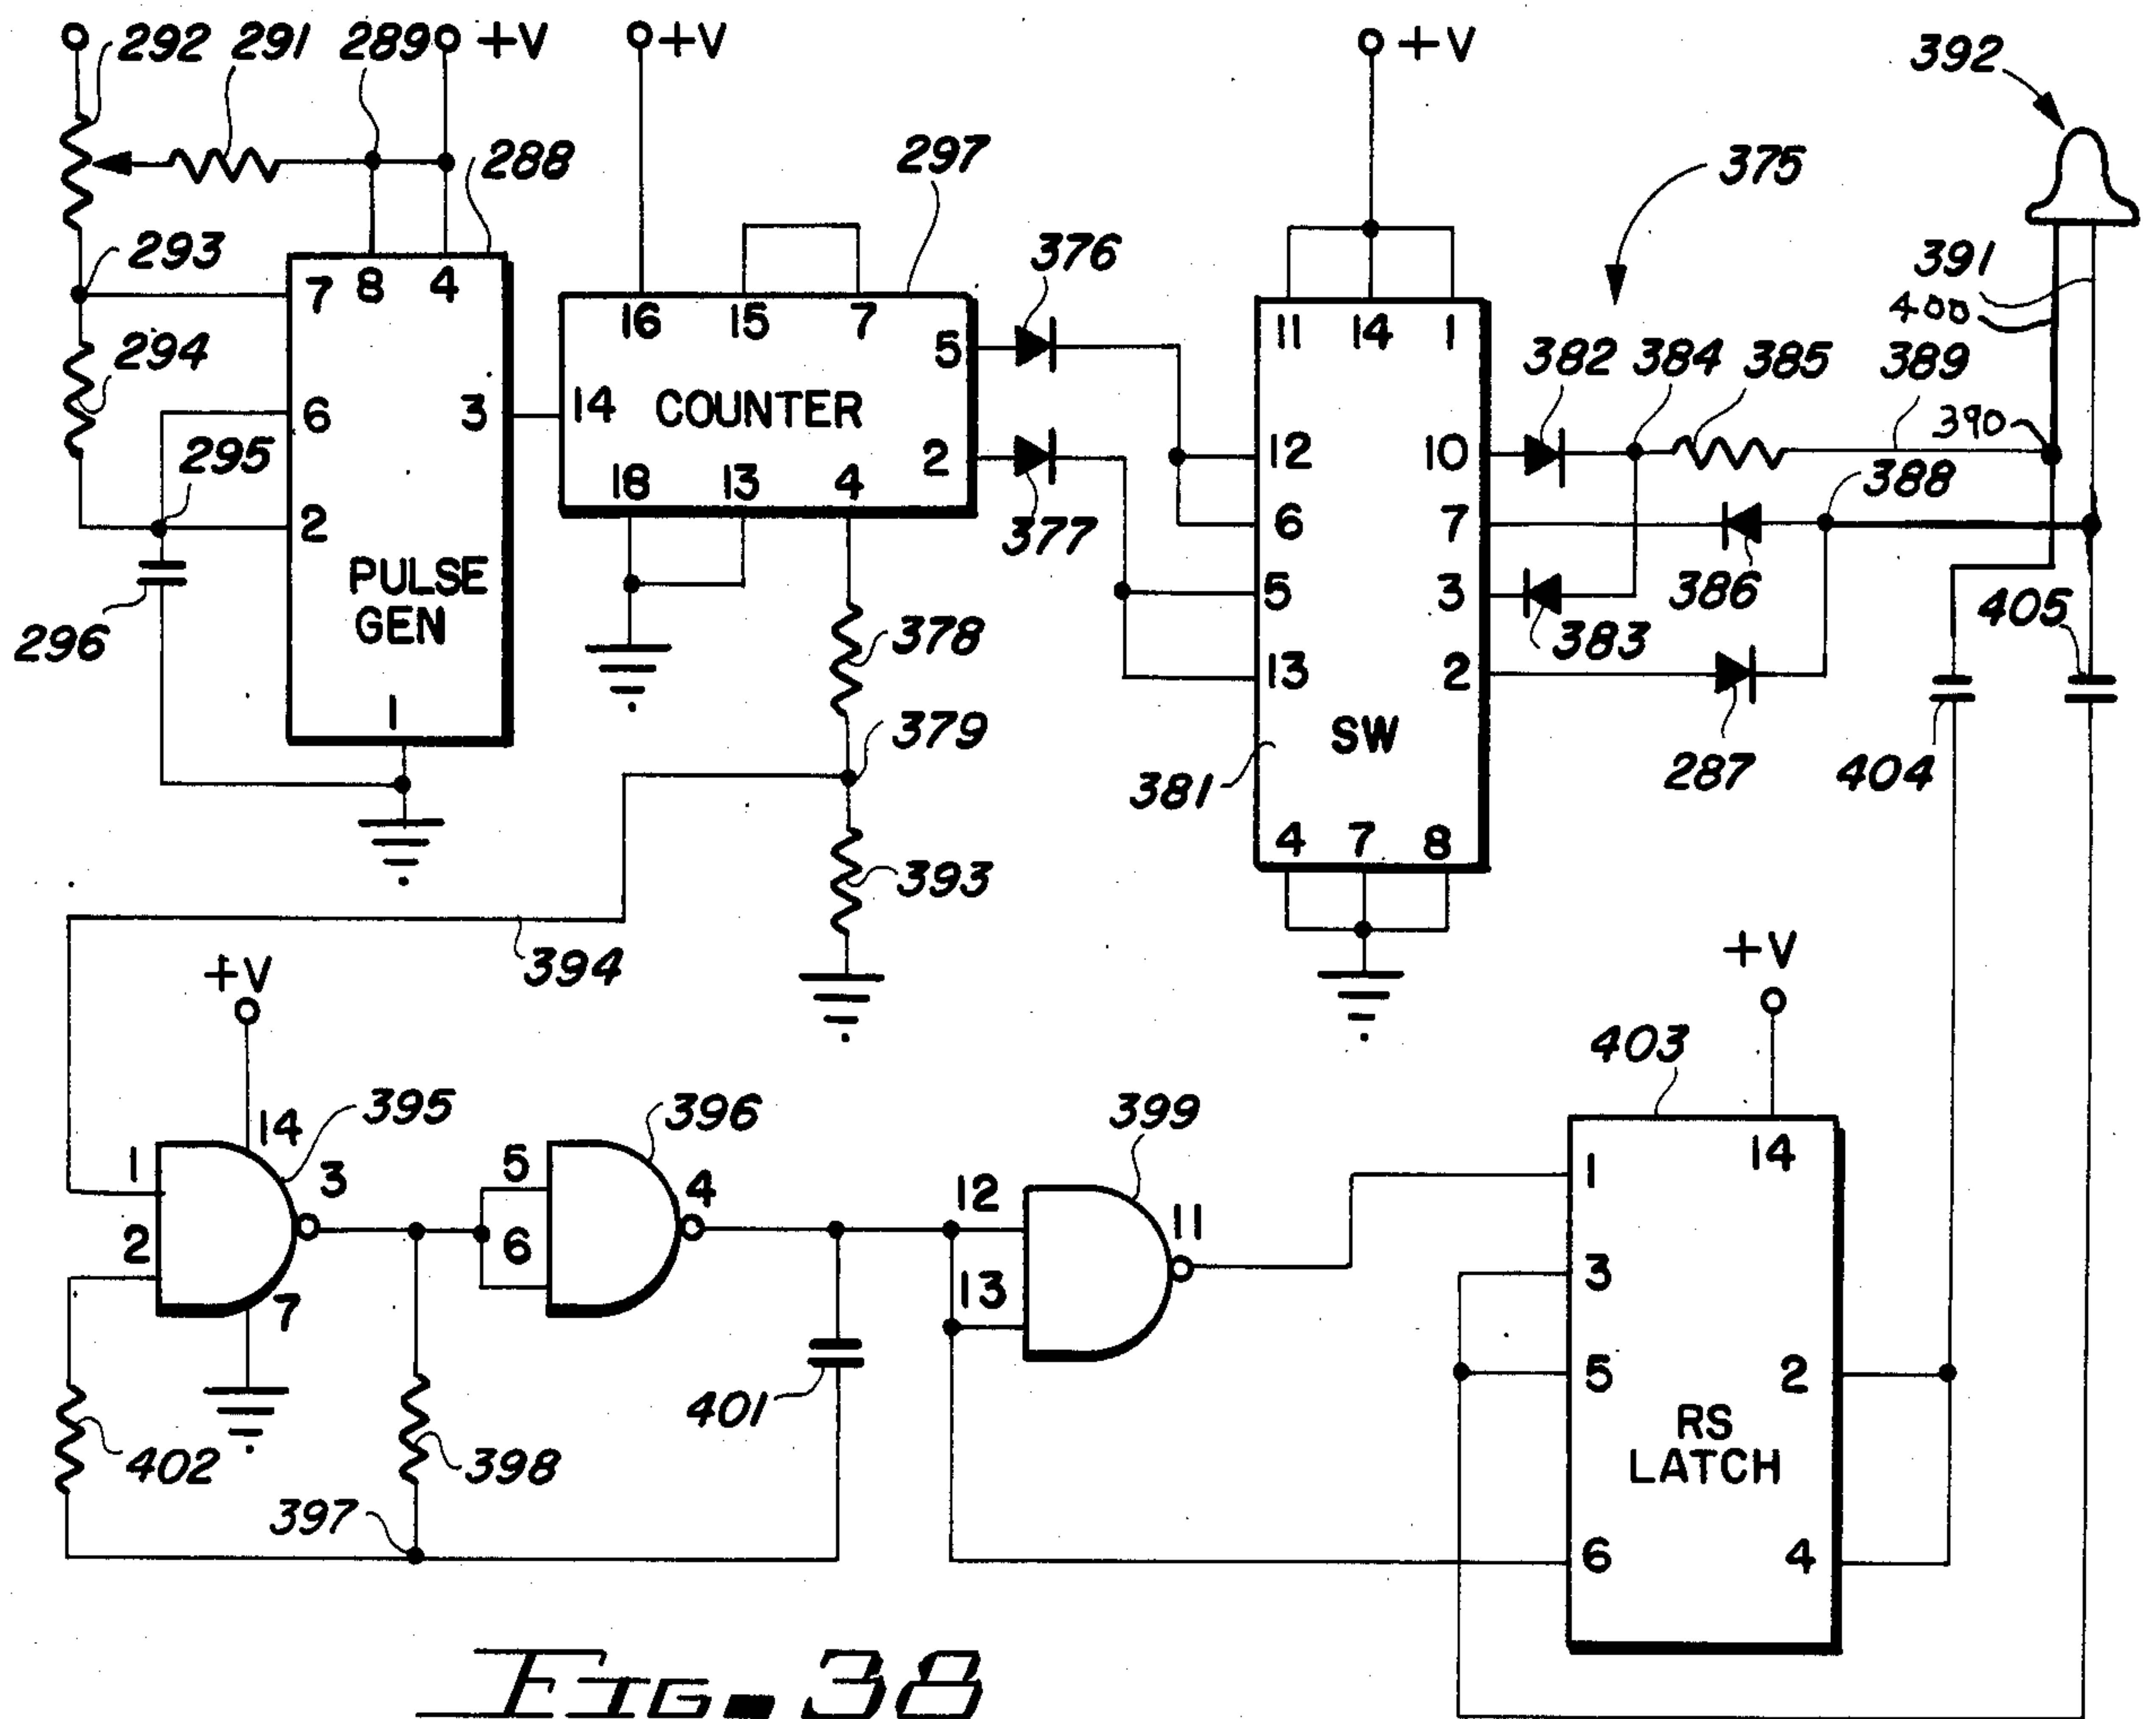 292 291 289 +V +V +V 392
288 297 375
293 376
7 8 4 16 15 7 5 11 14 1 391
400
294 382 384 385 389
6 3 14 COUNTER 12 10 390
295 2 388
18 13 4
2 377 6 7
PULSE 5 3 386 405
GEN
296 378 383
13 2
1 379 SW
381 287 404
4 7 8
393
394
+V +V
403
395 396 399
14
1 3 5 4 12 11 1 14
2 6
13 3
7
401 5 2
RS
LATCH
402 398
397
6 4
FIG. 38